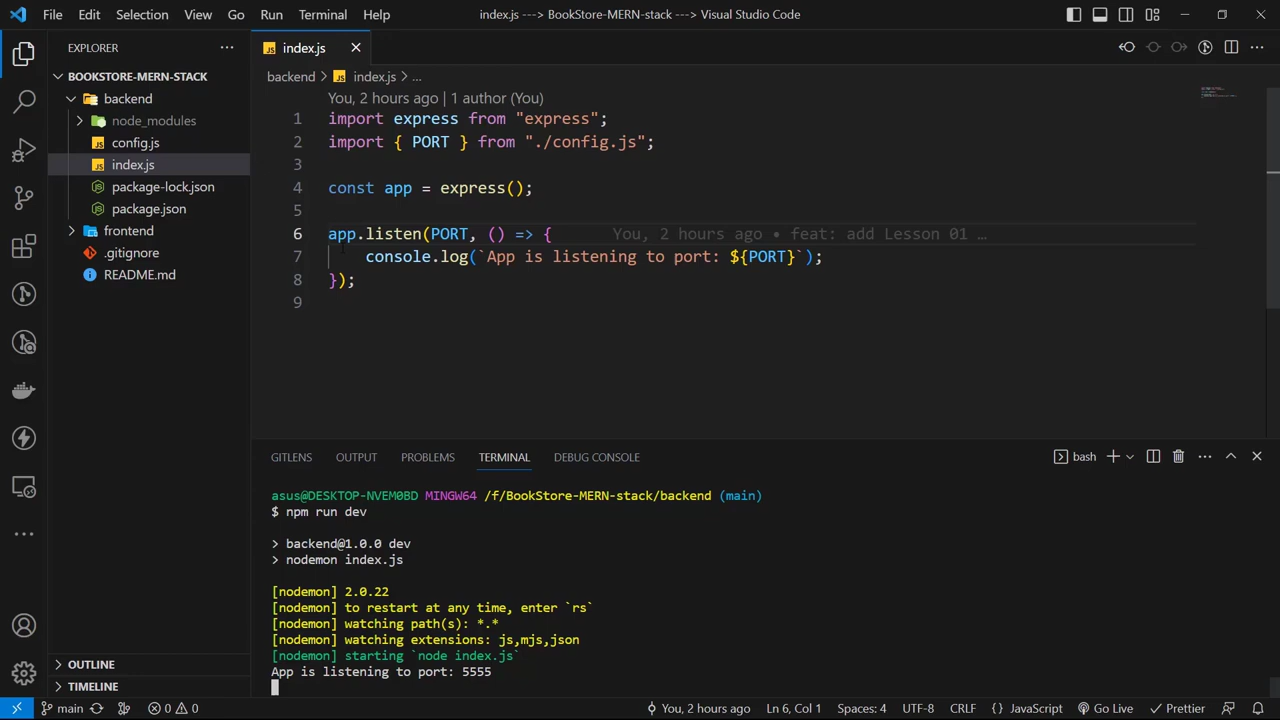 File Edit Selection View Go Run Terminal Help
index.js ---> BookStore-MERN-stack ---> Visual Studio Code
EXPLORER
BOOKSTORE-MERN-STACK
backend
node_modules
JS config.js
JS index.js
package-lock.json
package.json
frontend
.gitignore
README.md
OUTLINE
TIMELINE
JS index.js
backend > JS index.js > ...
You, 2 hours ago | 1 author (You)
1 import express from "express";
2 import { PORT } from "./config.js";
3
4 const app = express();
5
6 app.listen(PORT, () => { You, 2 hours ago • feat: add Lesson 01 …
7 console.log(`App is listening to port: ${PORT}`);
8 });
9
GITLENS OUTPUT PROBLEMS TERMINAL DEBUG CONSOLE
bash
asus@DESKTOP-NVEM0BD MINGW64 /f/BookStore-MERN-stack/backend (main)
$ npm run dev
> backend@1.0.0 dev
> nodemon index.js
[nodemon] 2.0.22
[nodemon] to restart at any time, enter `rs`
[nodemon] watching path(s): *.*
[nodemon] watching extensions: js,mjs,json
[nodemon] starting `node index.js`
App is listening to port: 5555
main 0 0 You, 2 hours ago Ln 6, Col 1 Spaces: 4 UTF-8 CRLF {} JavaScript Go Live Prettier